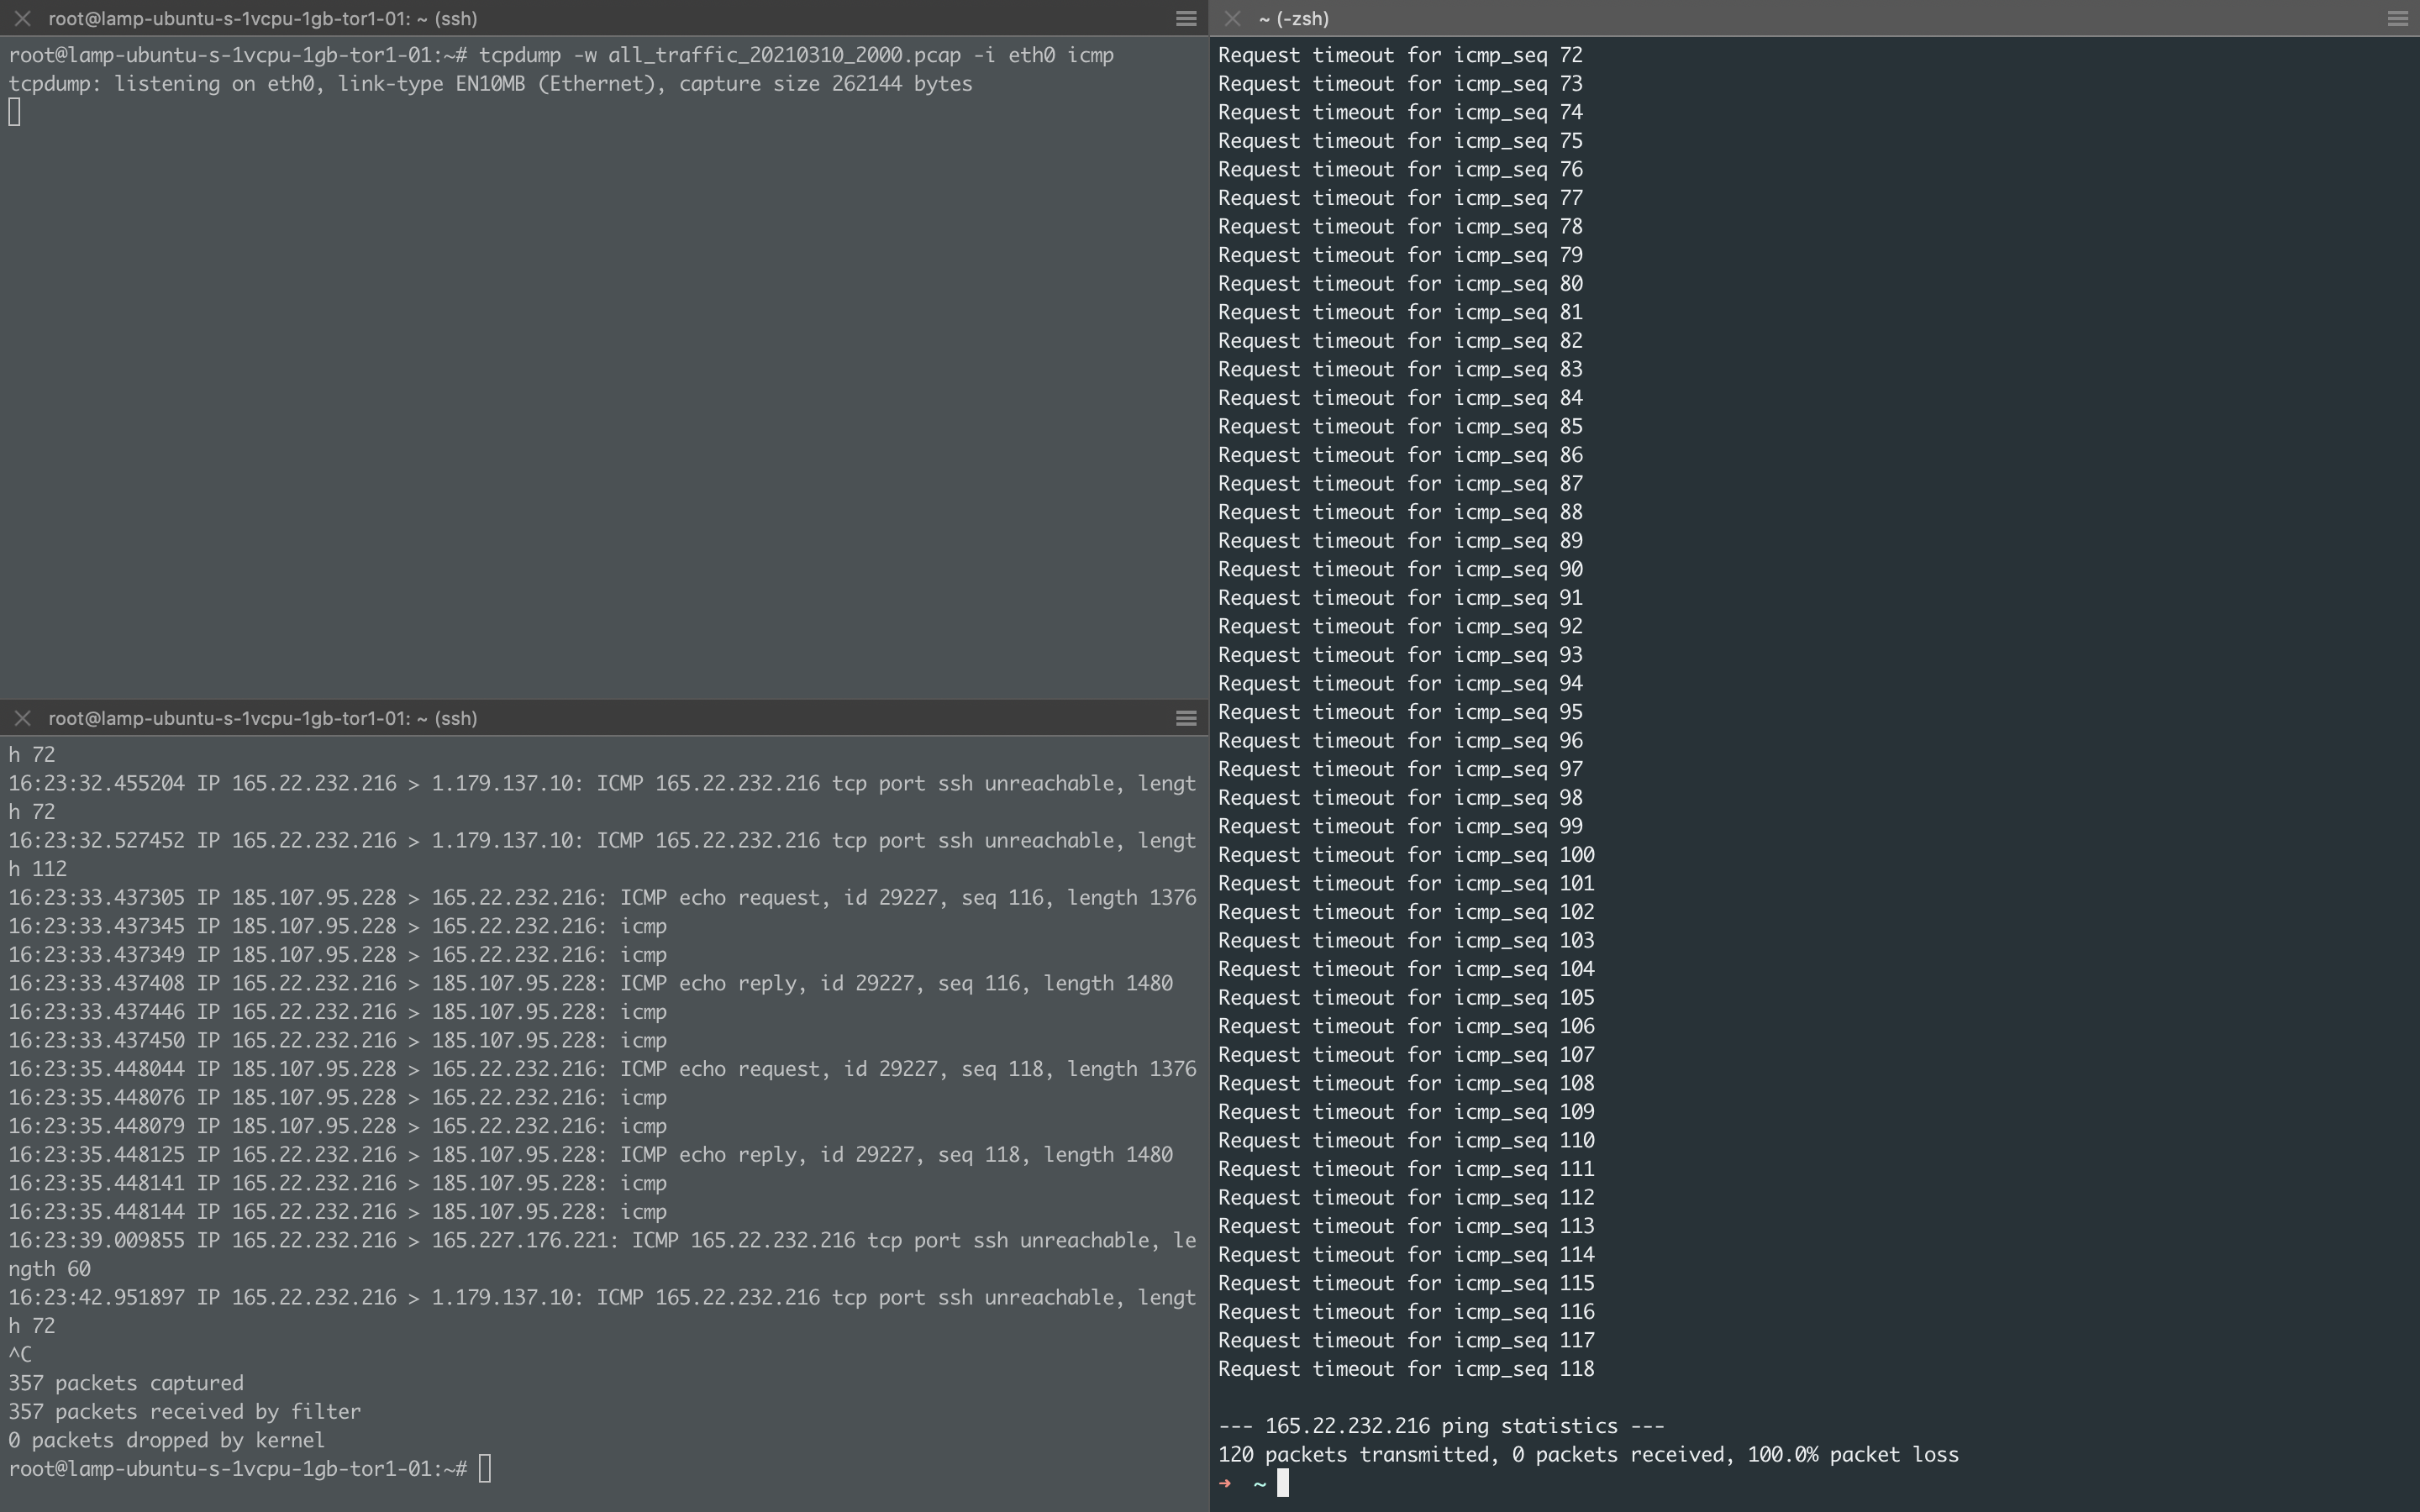 root@lamp-ubuntu-s-1vcpu-1gb-tor1-01: ~ (ssh)
root@lamp-ubuntu-s-1vcpu-1gb-tor1-01:~# tcpdump -w all_traffic_20210310_2000.pcap -i eth0 icmp
tcpdump: listening on eth0, link-type EN10MB (Ethernet), capture size 262144 bytes
root@lamp-ubuntu-s-1vcpu-1gb-tor1-01: ~ (ssh)
h 72
16:23:32.455204 IP 165.22.232.216 > 1.179.137.10: ICMP 165.22.232.216 tcp port ssh unreachable, lengt
h 72
16:23:32.527452 IP 165.22.232.216 > 1.179.137.10: ICMP 165.22.232.216 tcp port ssh unreachable, lengt
h 112
16:23:33.437305 IP 185.107.95.228 > 165.22.232.216: ICMP echo request, id 29227, seq 116, length 1376
16:23:33.437345 IP 185.107.95.228 > 165.22.232.216: icmp
16:23:33.437349 IP 185.107.95.228 > 165.22.232.216: icmp
16:23:33.437408 IP 165.22.232.216 > 185.107.95.228: ICMP echo reply, id 29227, seq 116, length 1480
16:23:33.437446 IP 165.22.232.216 > 185.107.95.228: icmp
16:23:33.437450 IP 165.22.232.216 > 185.107.95.228: icmp
16:23:35.448044 IP 185.107.95.228 > 165.22.232.216: ICMP echo request, id 29227, seq 118, length 1376
16:23:35.448076 IP 185.107.95.228 > 165.22.232.216: icmp
16:23:35.448079 IP 185.107.95.228 > 165.22.232.216: icmp
16:23:35.448125 IP 165.22.232.216 > 185.107.95.228: ICMP echo reply, id 29227, seq 118, length 1480
16:23:35.448141 IP 165.22.232.216 > 185.107.95.228: icmp
16:23:35.448144 IP 165.22.232.216 > 185.107.95.228: icmp
16:23:39.009855 IP 165.22.232.216 > 165.227.176.221: ICMP 165.22.232.216 tcp port ssh unreachable, le
ngth 60
16:23:42.951897 IP 165.22.232.216 > 1.179.137.10: ICMP 165.22.232.216 tcp port ssh unreachable, lengt
h 72
^C
357 packets captured
357 packets received by filter
0 packets dropped by kernel
root@lamp-ubuntu-s-1vcpu-1gb-tor1-01:~#
~ (-zsh)
Request timeout for icmp_seq 72
Request timeout for icmp_seq 73
Request timeout for icmp_seq 74
Request timeout for icmp_seq 75
Request timeout for icmp_seq 76
Request timeout for icmp_seq 77
Request timeout for icmp_seq 78
Request timeout for icmp_seq 79
Request timeout for icmp_seq 80
Request timeout for icmp_seq 81
Request timeout for icmp_seq 82
Request timeout for icmp_seq 83
Request timeout for icmp_seq 84
Request timeout for icmp_seq 85
Request timeout for icmp_seq 86
Request timeout for icmp_seq 87
Request timeout for icmp_seq 88
Request timeout for icmp_seq 89
Request timeout for icmp_seq 90
Request timeout for icmp_seq 91
Request timeout for icmp_seq 92
Request timeout for icmp_seq 93
Request timeout for icmp_seq 94
Request timeout for icmp_seq 95
Request timeout for icmp_seq 96
Request timeout for icmp_seq 97
Request timeout for icmp_seq 98
Request timeout for icmp_seq 99
Request timeout for icmp_seq 100
Request timeout for icmp_seq 101
Request timeout for icmp_seq 102
Request timeout for icmp_seq 103
Request timeout for icmp_seq 104
Request timeout for icmp_seq 105
Request timeout for icmp_seq 106
Request timeout for icmp_seq 107
Request timeout for icmp_seq 108
Request timeout for icmp_seq 109
Request timeout for icmp_seq 110
Request timeout for icmp_seq 111
Request timeout for icmp_seq 112
Request timeout for icmp_seq 113
Request timeout for icmp_seq 114
Request timeout for icmp_seq 115
Request timeout for icmp_seq 116
Request timeout for icmp_seq 117
Request timeout for icmp_seq 118
--- 165.22.232.216 ping statistics ---
120 packets transmitted, 0 packets received, 100.0% packet loss
➜ ~